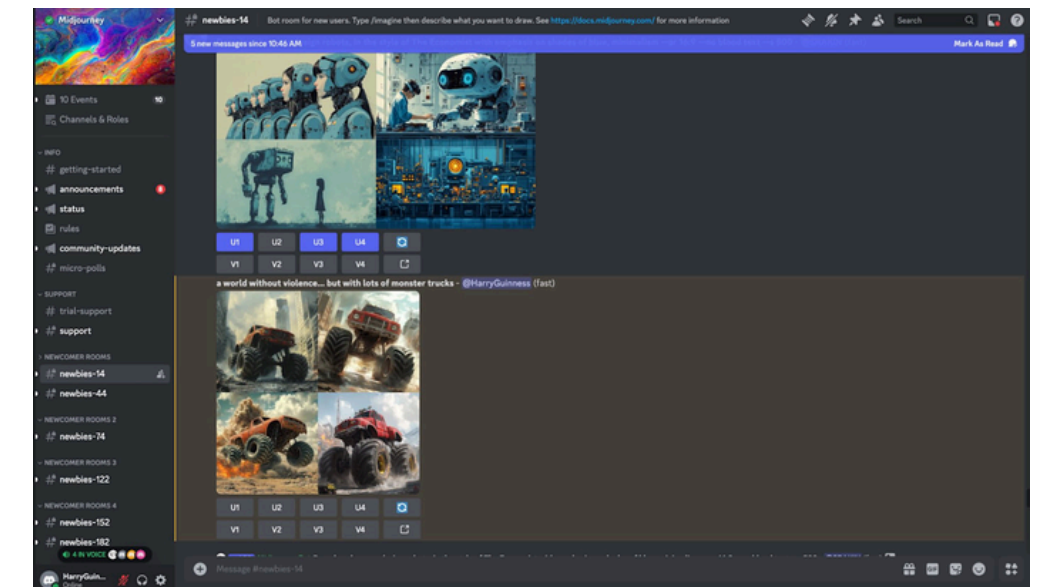 Midjourney
# newbies-14 Bot room for new users. Type /imagine then describe what you want to draw. See https://docs.midjourney.com/ for more information
Search
5 new messages since 10:46 AM
Mark As Read
10 Events 10
Channels & Roles
INFO
# getting-started
announcements
status
rules
community-updates
# micro-polls
SUPPORT
# trial-support
# support
NEWCOMER ROOMS
# newbies-14
# newbies-44
NEWCOMER ROOMS 2
# newbies-74
NEWCOMER ROOMS 3
# newbies-122
NEWCOMER ROOMS 4
# newbies-152
# newbies-182
4 IN VOICE
HarryGuin...
Online
U1 U2 U3 U4
V1 V2 V3 V4
a world without violence... but with lots of monster trucks - @HarryGuinness (fast)
U1 U2 U3 U4
V1 V2 V3 V4
Message #newbies-14
GIF